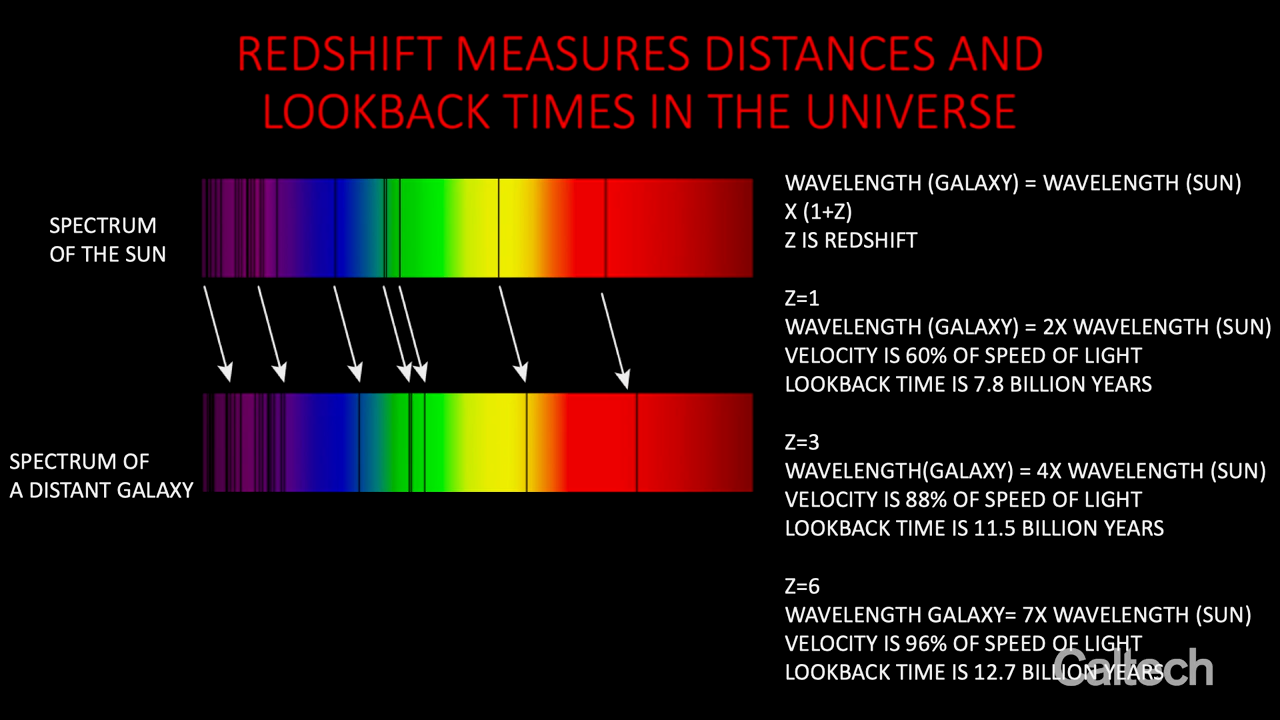 REDSHIFT MEASURES DISTANCES AND
LOOKBACK TIMES IN THE UNIVERSE
SPECTRUM
OF THE SUN
SPECTRUM OF
A DISTANT GALAXY
WAVELENGTH (GALAXY) = WAVELENGTH (SUN)
X (1+Z)
Z IS REDSHIFT
Z=1
WAVELENGTH (GALAXY) = 2X WAVELENGTH (SUN)
VELOCITY IS 60% OF SPEED OF LIGHT
LOOKBACK TIME IS 7.8 BILLION YEARS
Z=3
WAVELENGTH(GALAXY) = 4X WAVELENGTH (SUN)
VELOCITY IS 88% OF SPEED OF LIGHT
LOOKBACK TIME IS 11.5 BILLION YEARS
Z=6
WAVELENGTH GALAXY= 7X WAVELENGTH (SUN)
VELOCITY IS 96% OF SPEED OF LIGHT
LOOKBACK TIME IS 12.7 BILLION YEARS
Caltech